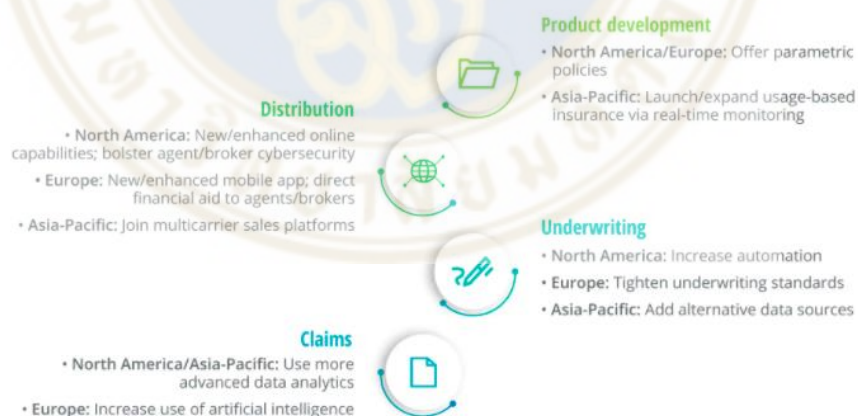 Product development
• North America/Europe: Offer parametric
policies
• Asia-Pacific: Launch/expand usage-based
insurance via real-time monitoring
Distribution
• North America: New/enhanced online
capabilities; bolster agent/broker cybersecurity
• Europe: New/enhanced mobile app; direct
financial aid to agents/brokers
• Asia-Pacific: Join multicarrier sales platforms
Underwriting
• North America: Increase automation
• Europe: Tighten underwriting standards
• Asia-Pacific: Add alternative data sources
Claims
• North America/Asia-Pacific: Use more
advanced data analytics
• Europe: Increase use of artificial intelligence